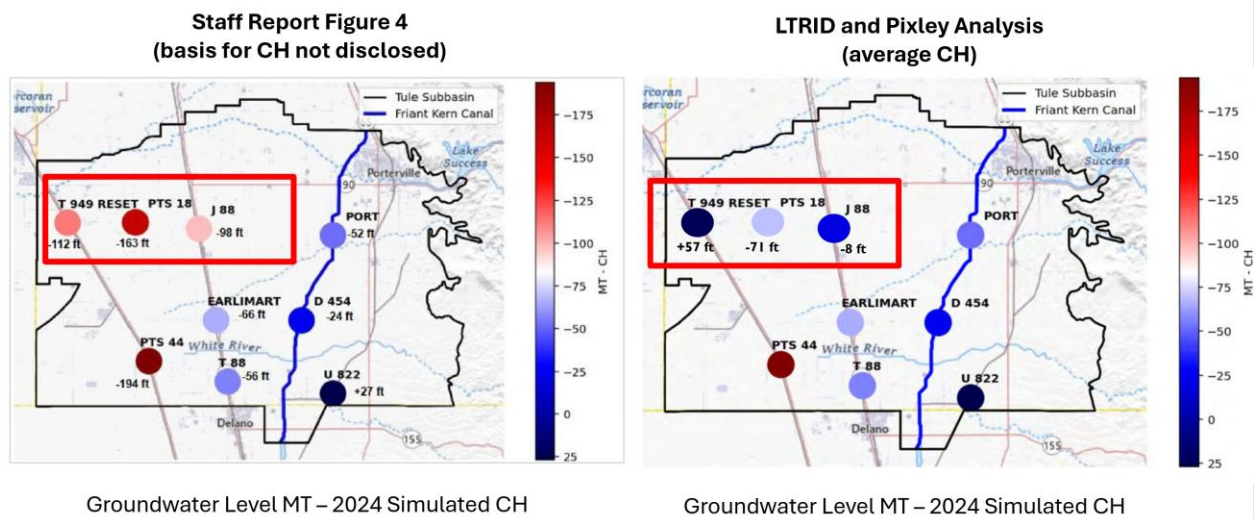 Staff Report Figure 4
(basis for CH not disclosed)
rcoran
servoir
Tule Subbasin
Friant Kern Canal
Lake
Success
Porterville
90
T 949 RESET
PTS 18
J 88
-112 ft
-163 ft
-98 ft
PORT
-52 ft
EARLIMART
-66 ft
D 454
-24 ft
PTS 44
-194 ft
White River
T 88
-56 ft
U 822
+27 ft
Delano
155
−175
−150
−125
−100
−75
−50
−25
0
25
MT - CH
Groundwater Level MT – 2024 Simulated CH
LTRID and Pixley Analysis
(average CH)
rcoran
servoir
Tule Subbasin
Friant Kern Canal
Lake
Success
Porterville
90
T 949 RESET
PTS 18
J 88
+57 ft
-71 ft
-8 ft
PORT
EARLIMART
D 454
PTS 44
White River
T 88
U 822
Delano
155
−175
−150
−125
−100
−75
−50
−25
0
25
MT - CH
Groundwater Level MT – 2024 Simulated CH